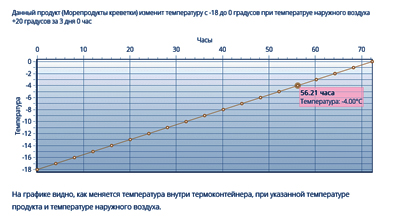 Данный продукт (Морепродукты креветки) изменит температуру с -18 до 0 градусов при температруе наружного воздуха
+20 градусов за 3 дня 0 час
Часы
0 10 20 30 40 50 60 70
0
-2
-4
-6
-8
-10
-12
-14
-16
-18
Температура
56.21 часа
Температура: -4.00°C
На графике видно, как меняется температура внутри термоконтейнера, при указанной температуре
продукта и температуре наружного воздуха.